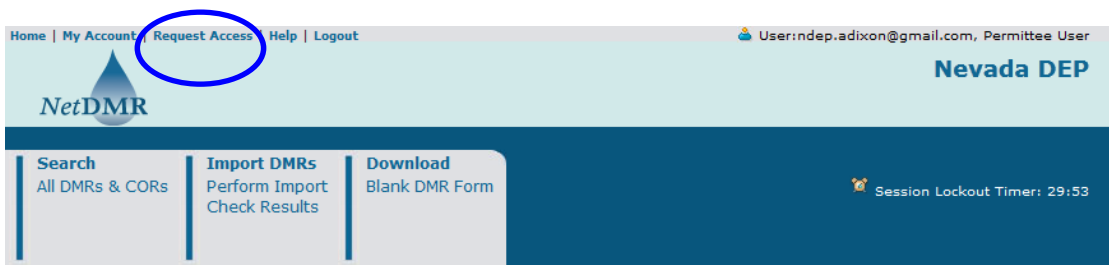 Home | My Account | Request Access | Help | Logout
User:ndep.adixon@gmail.com, Permittee User
Nevada DEP
NetDMR
Search
All DMRs & CORs
Import DMRs
Perform Import
Check Results
Download
Blank DMR Form
Session Lockout Timer: 29:53